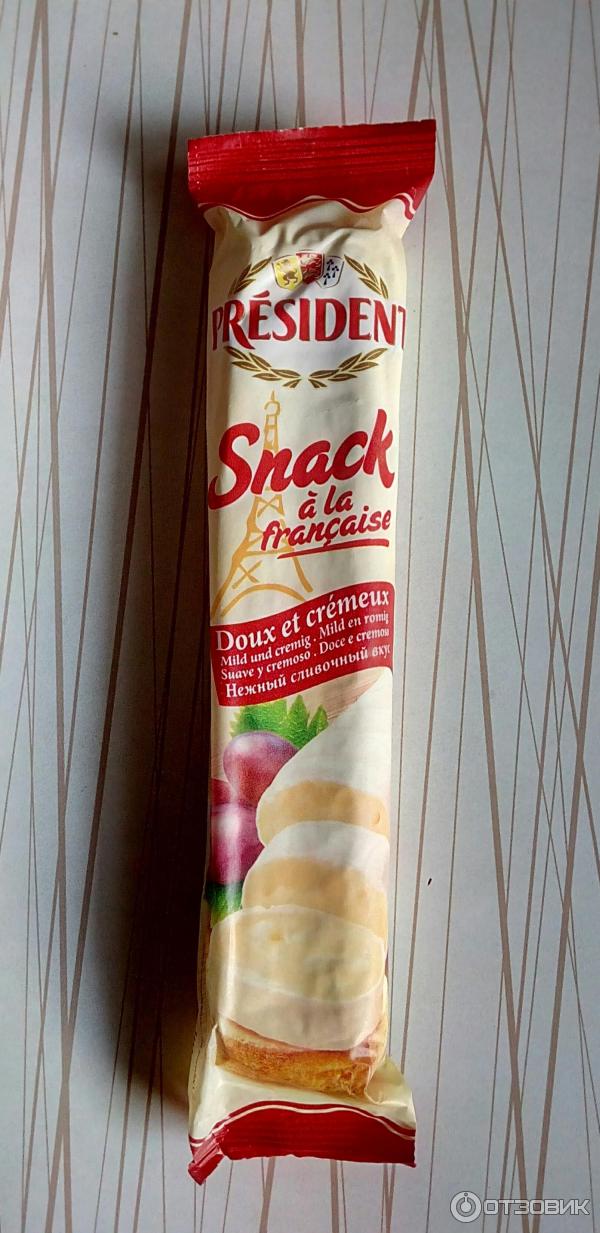 PRÉSIDENT
Snack
à la
française
Doux et crémeux
Mild und cremig . Mild en romig
Suave y cremoso . Doce e cremoso
Нежный сливочный вкус
ОТЗОВИК